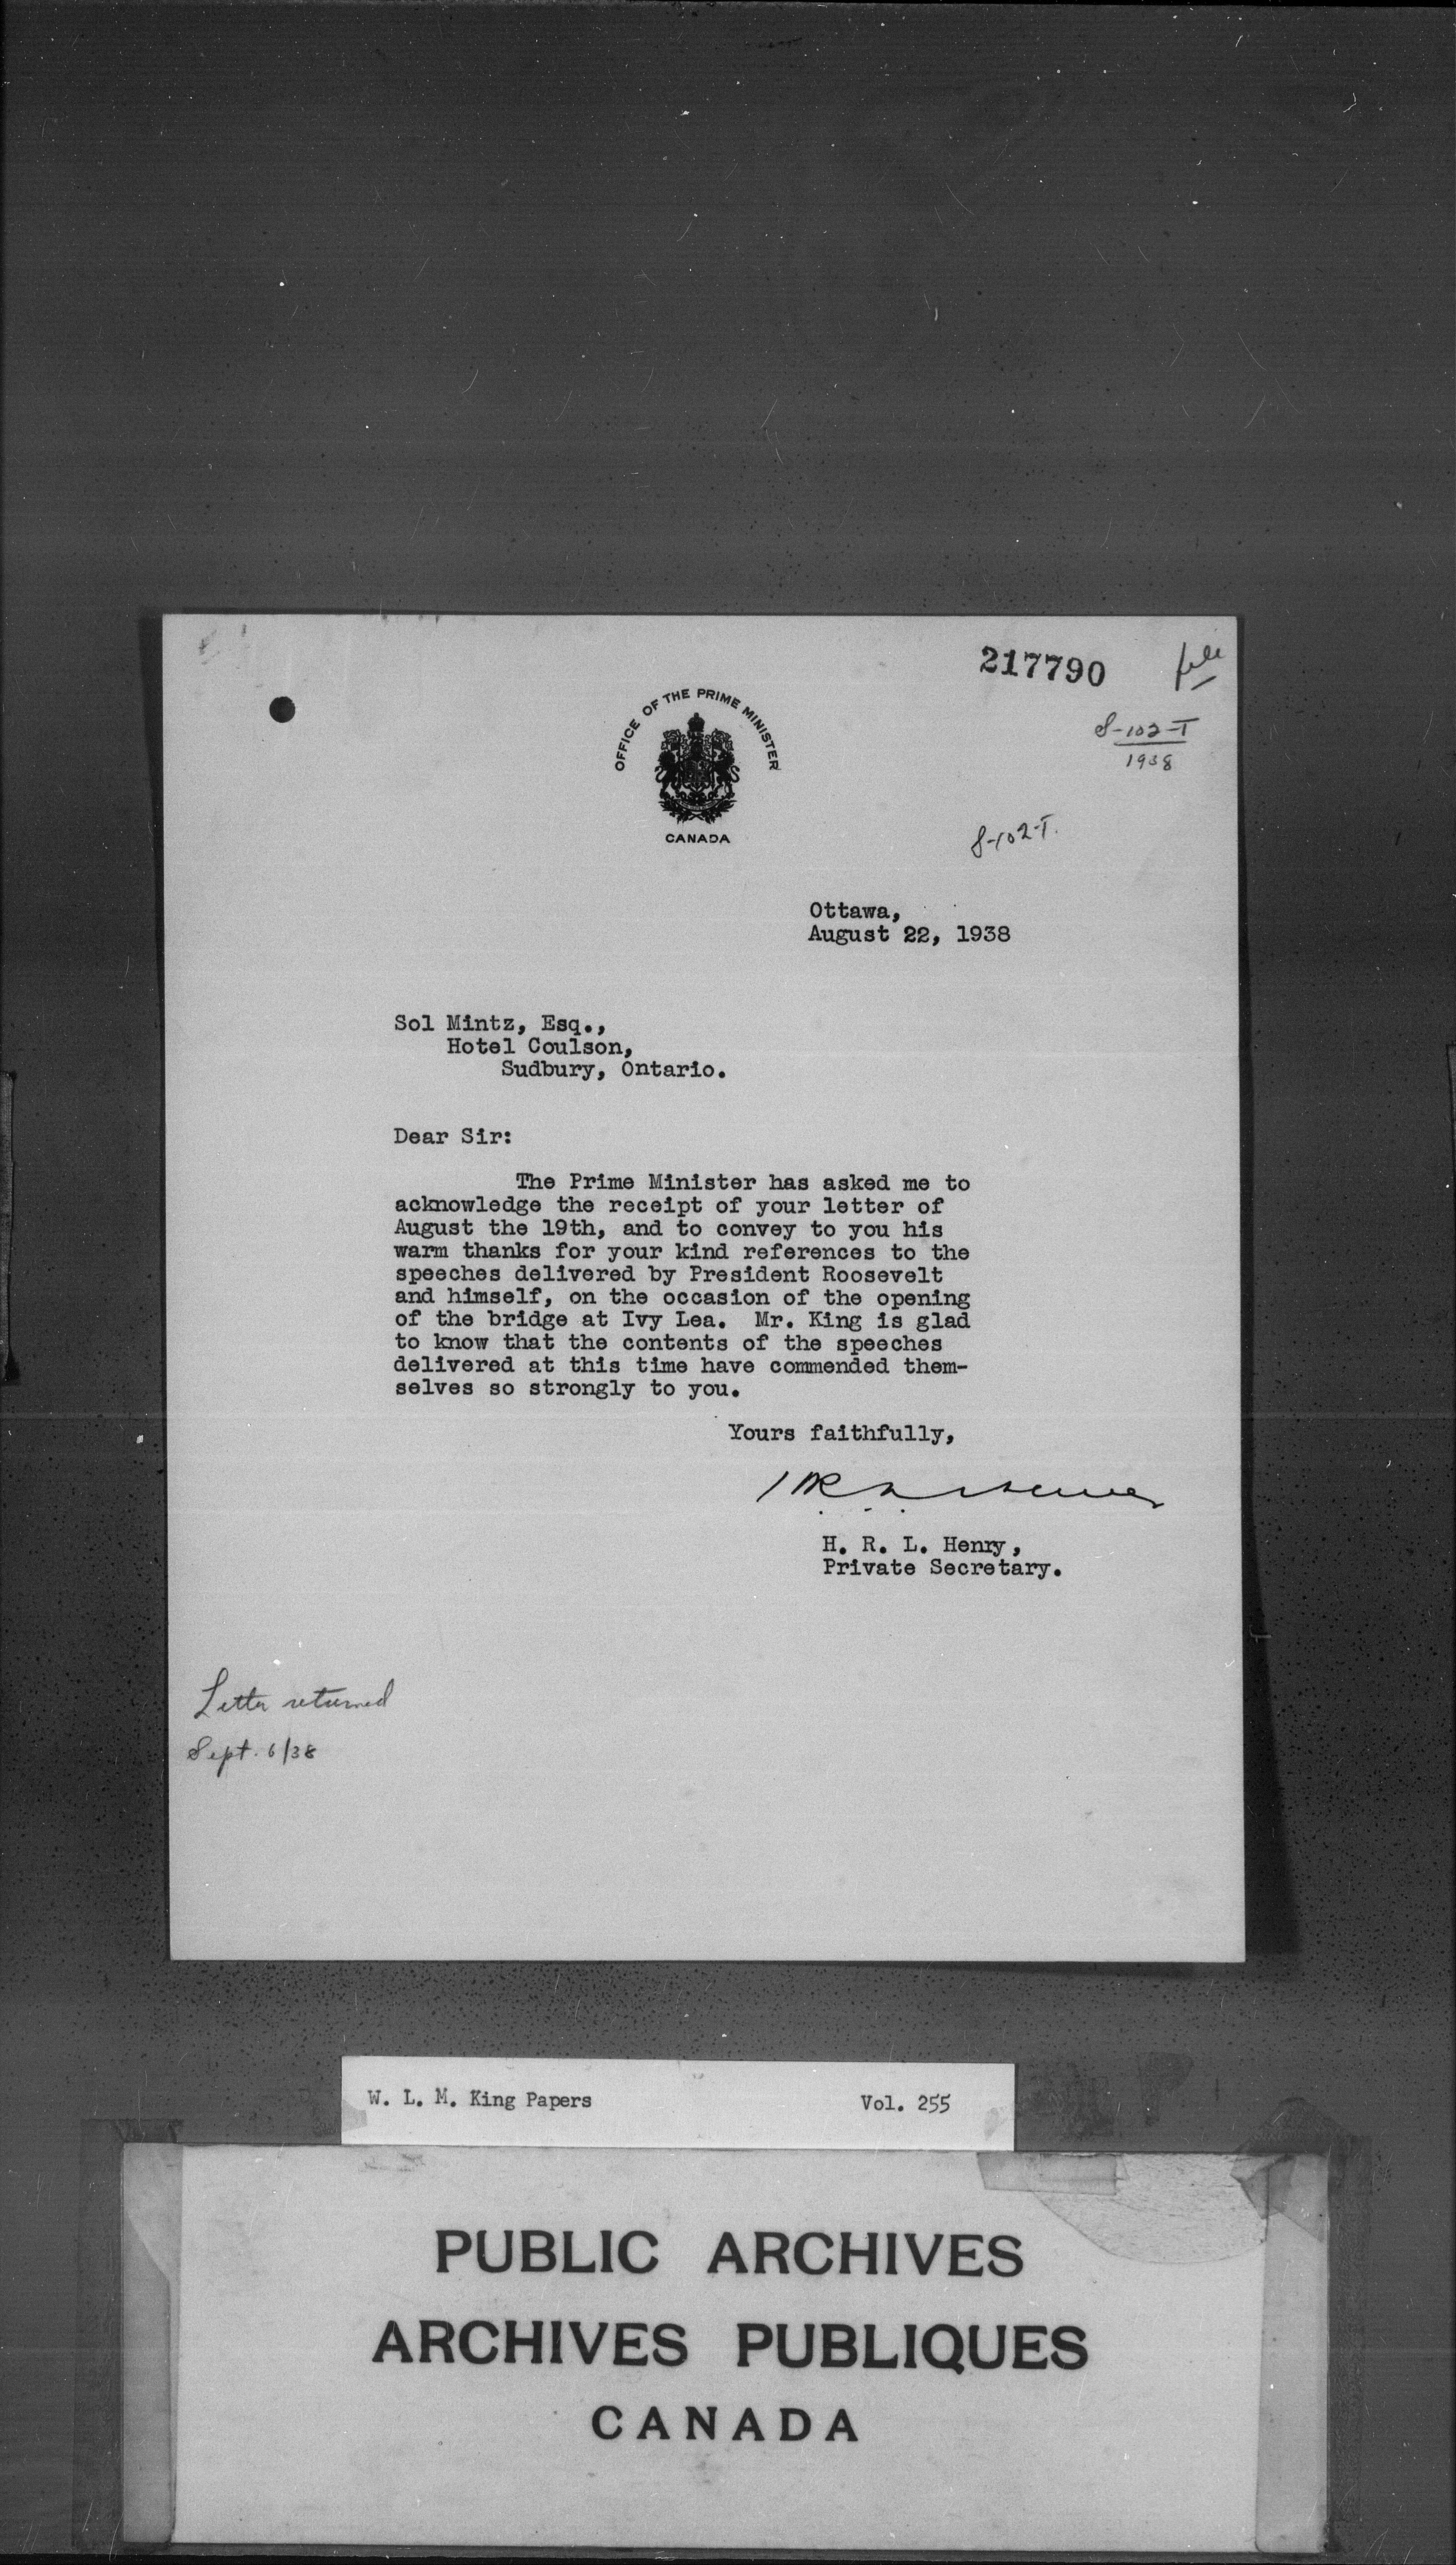 217790
file
S-102-T
1938
OFFICE OF THE PRIME MINISTER
CANADA
S-102-T.
Ottawa,
August 22, 1938
Sol Mintz, Esq.,
Hotel Coulson,
Sudbury, Ontario.
Dear Sir:
The Prime Minister has asked me to
acknowledge the receipt of your letter of
August the 19th, and to convey to you his
warm thanks for your kind references to the
speeches delivered by President Roosevelt
and himself, on the occasion of the opening
of the bridge at Ivy Lea. Mr. King is glad
to know that the contents of the speeches
delivered at this time have commended them-
selves so strongly to you.
Yours faithfully,
H. R. L. Henry,
Private Secretary.
Letter returned
Sept. 6/38
W. L. M. King Papers Vol. 255
PUBLIC ARCHIVES
ARCHIVES PUBLIQUES
CANADA